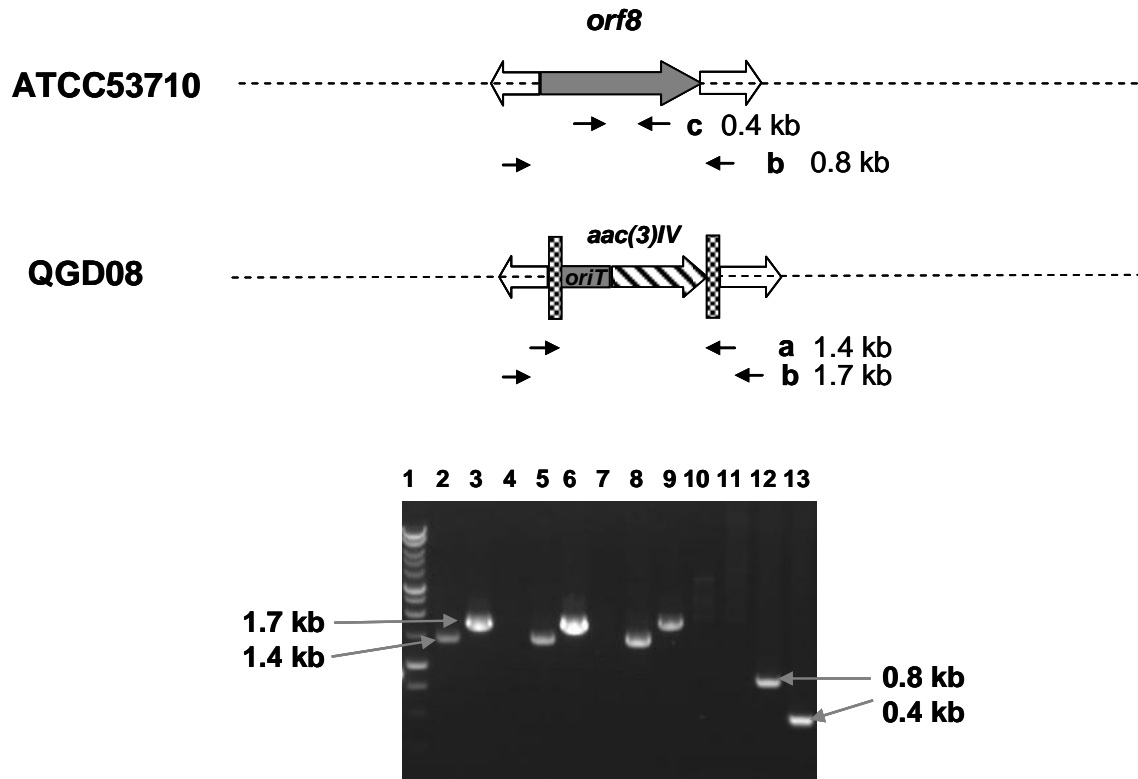 orf8
ATCC53710
c 0.4 kb
b 0.8 kb
aac(3)IV
QGD08
oriT
a 1.4 kb
b 1.7 kb
1 2 3 4 5 6 7 8 9 10 11 12 13
1.7 kb
1.4 kb
0.8 kb
0.4 kb